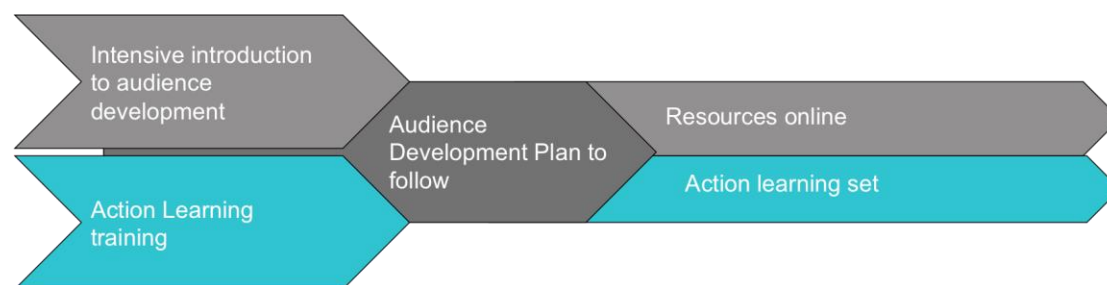 Intensive introduction
to audience
development
Action Learning
training
Audience
Development Plan to
follow
Resources online
Action learning set